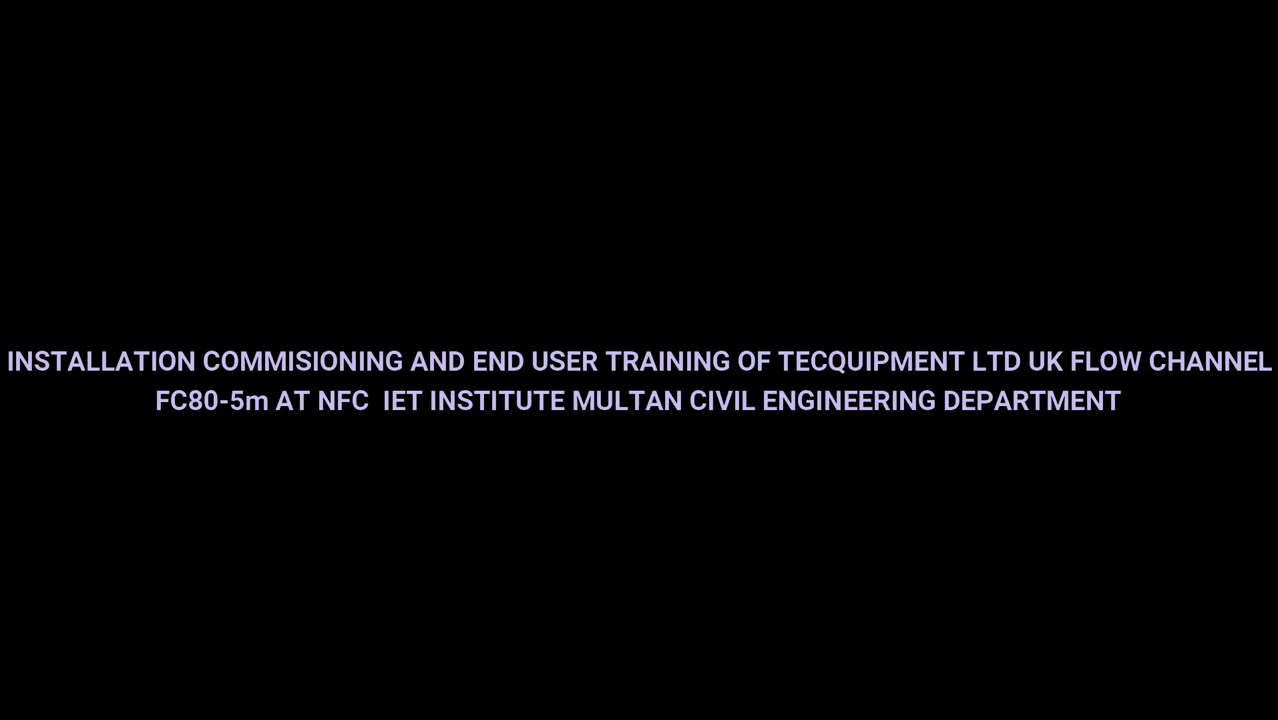 INSTALLATION COMMISIONING AND END USER TRAINING OF TECQUIPMENT LTD UK FLOW CHANNEL
FC80-5m AT NFC  IET INSTITUTE MULTAN CIVIL ENGINEERING DEPARTMENT